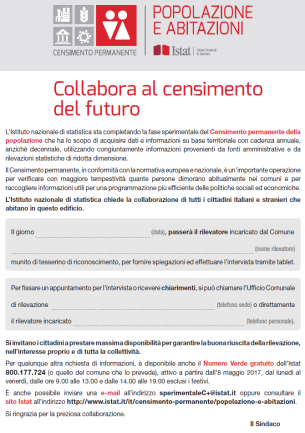 POPOLAZIONE
E ABITAZIONI
CENSIMENTO PERMANENTE
Istat
Collabora al censimento
del futuro
L'Istituto nazionale di statistica sta completando la fase sperimentale del Censimento permanente della
popolazione che ha lo scopo di acquisire dati e informazioni su base territoriale con cadenza annuale,
anziché decennale, utilizzando congiuntamente informazioni provenienti da fonti amministrative e da
rilevazioni statistiche di ridotta dimensione.
Il Censimento permanente, in conformità con la normativa europea e nazionale, è un'importante operazione
per verificare con maggiore tempestività quante persone dimorano abitualmente nei comuni e per
raccogliere informazioni utili per una programmazione più efficiente delle politiche sociali ed economiche.
L'Istituto nazionale di statistica chiede la collaborazione di tutti i cittadini italiani e stranieri che
abitano in questo edificio.
Il giorno (data), passerà il rilevatore incaricato dal Comune
(nome rilevatore)
munito di tesserino di riconoscimento, per fornire spiegazioni ed effettuare l'intervista tramite tablet.
Per fissare un appuntamento per l'intervista o ricevere chiarimenti, si può chiamare l'Ufficio Comunale
di rilevazione (telefono sede) o direttamente
il rilevatore incaricato (telefono personale).
Si invitano i cittadini a prestare massima disponibilità per garantire la buona riuscita della rilevazione,
nell'interesse proprio e di tutta la collettività.
Per qualunque altra richiesta di informazioni, è disponibile anche il Numero Verde gratuito dell'Istat
800.177.724 (o quello del comune che lo prevede), attivo a partire dall'8 maggio 2017, dal lunedì al
venerdì, dalle ore 9.00 alle 13.00 e dalle 14.00 alle 19.00 esclusi i festivi.
È anche possibile inviare una e-mail all'indirizzo sperimentaleC+@istat.it oppure consultare il
sito Istat all'indirizzo http://www.istat.it/it/censimento-permanente/popolazione-e-abitazioni.
Si ringrazia per la preziosa collaborazione.
Il Sindaco